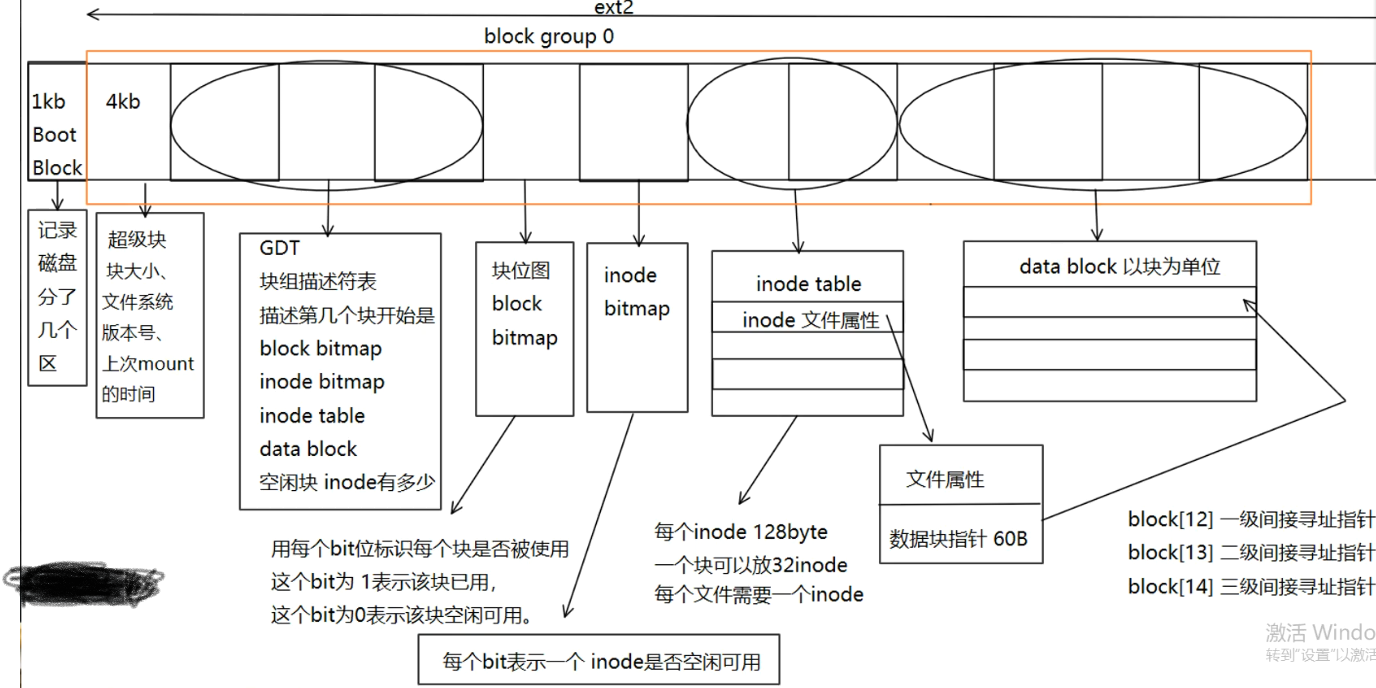 ext2
block group 0
1kb
Boot
Block
4kb
记录
磁盘
分了
几个
区
超级块
块大小、
文件系统
版本号、
上次mount
的时间
GDT
块组描述符表
描述第几个块开始是
block bitmap
inode bitmap
inode table
data block
空闲块 inode有多少
块位图
block
bitmap
inode
bitmap
inode table
inode 文件属性
data block 以块为单位
文件属性
数据块指针 60B
用每个bit位标识每个块是否被使用
这个bit为 1表示该块已用,
这个bit为0表示该块空闲可用。
每个bit表示一个 inode是否空闲可用
每个inode 128byte
一个块可以放32inode
每个文件需要一个inode
block[12] 一级间接寻址指针
block[13] 二级间接寻址指针
block[14] 三级间接寻址指针
激活 Windo
转到"设置"以激活